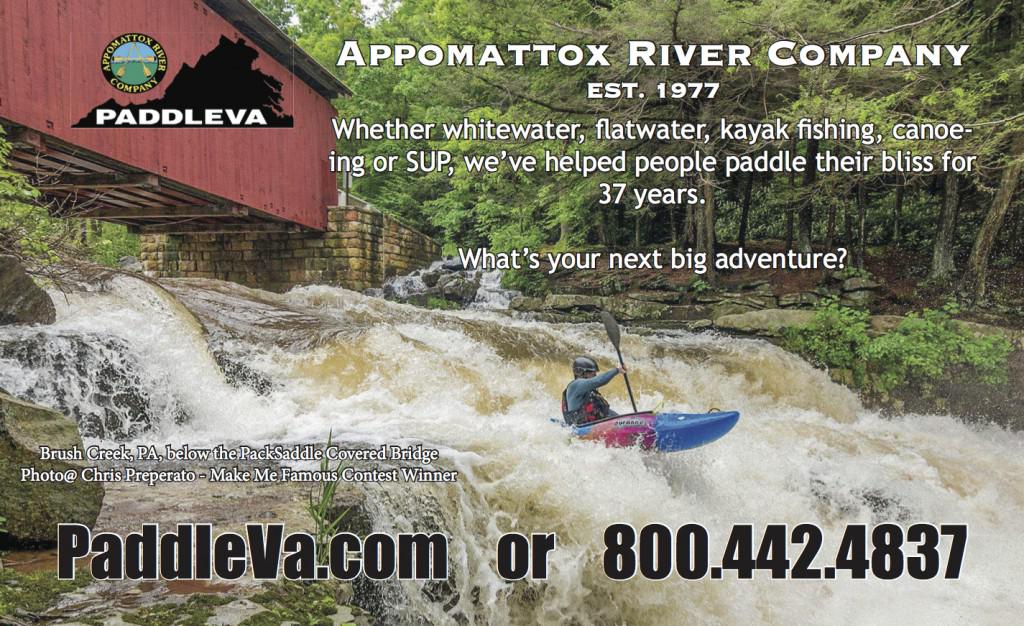 APPOMATTOX RIVER
COMPANY
PADDLEVA
APPOMATTOX RIVER COMPANY
EST. 1977
Whether whitewater, flatwater, kayak fishing, canoe-
ing or SUP, we've helped people paddle their bliss for
37 years.
What's your next big adventure?
Brush Creek, PA, below the PackSaddle Covered Bridge
Photo@ Chris Preperato - Make Me Famous Contest Winner
PaddleVa.com or 800.442.4837